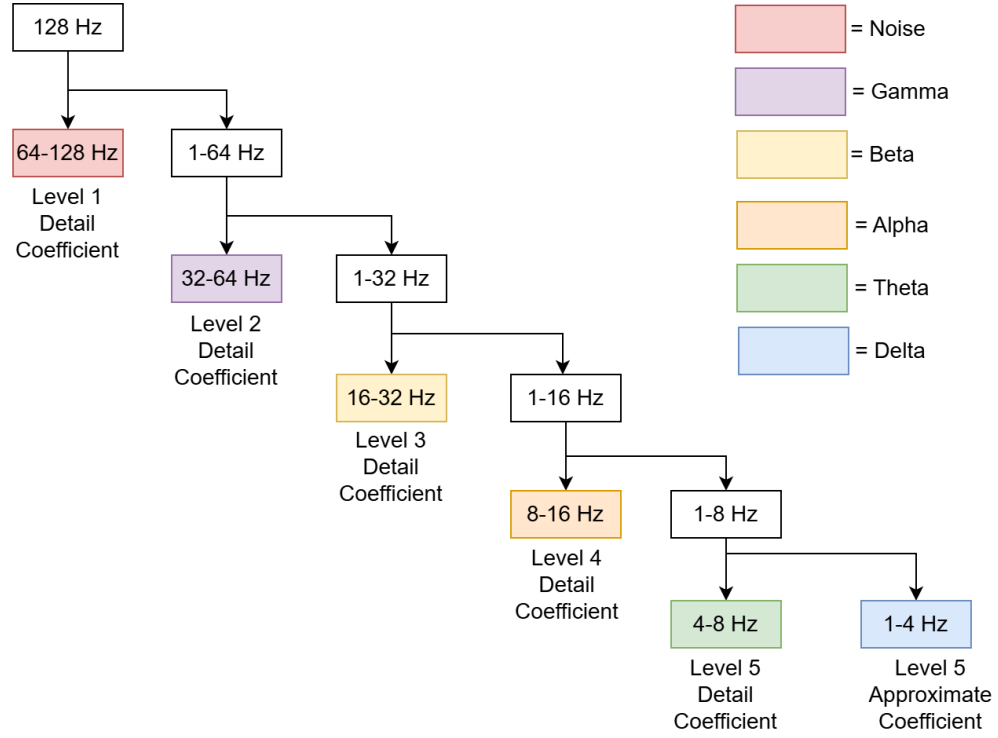 128 Hz
= Noise
= Gamma
64-128 Hz
1-64 Hz
= Beta
Level 1
Detail
Coefficient
= Alpha
32-64 Hz
1-32 Hz
= Theta
Level 2
Detail
Coefficient
= Delta
16-32 Hz
1-16 Hz
Level 3
Detail
Coefficient
8-16 Hz
1-8 Hz
Level 4
Detail
Coefficient
4-8 Hz
1-4 Hz
Level 5
Detail
Coefficient
Level 5
Approximate
Coefficient